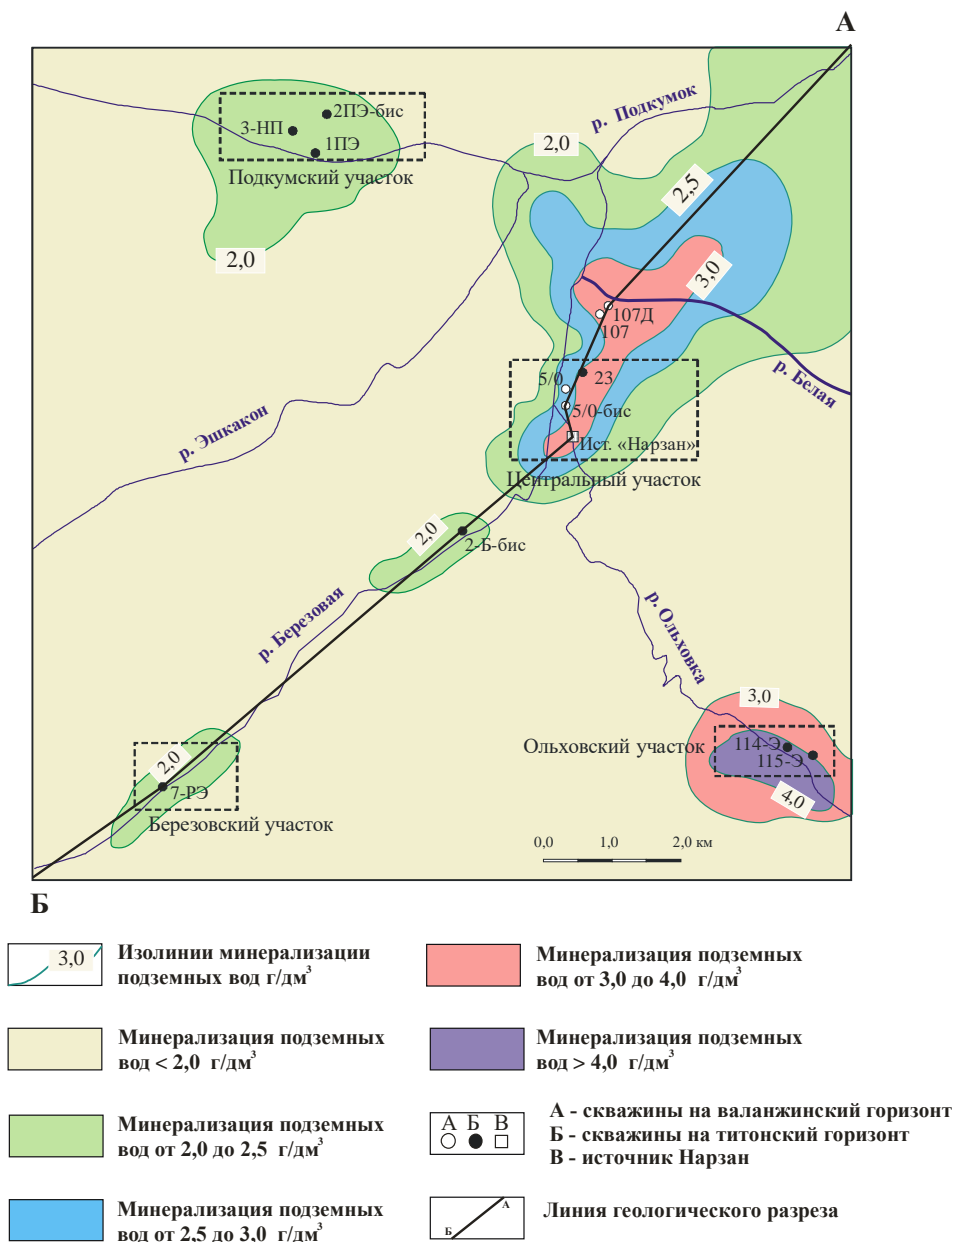 А
р. Подкумок
2ПЭ-бис
3-НП
1ПЭ
2,0
Подкумский участок
2,5
2,0
3,0
107Д
107
р. Белая
5/0
23
5/0-бис
р. Эшкакон
Ист. «Нарзан»
Центральный участок
2,0
2-Б-бис
р. Березовая
р. Ольховка
3,0
Ольховский участок
114-Э
115-Э
2,0
7-РЭ
4,0
Березовский участок
0,0 1,0 2,0 км
Б
3,0
Изолинии минерализации
подземных вод г/дм³
Минерализация подземных
вод < 2,0 г/дм³
Минерализация подземных
вод от 2,0 до 2,5 г/дм³
Минерализация подземных
вод от 2,5 до 3,0 г/дм³
Минерализация подземных
вод от 3,0 до 4,0 г/дм³
Минерализация подземных
вод > 4,0 г/дм³
А Б В
А - скважины на валанжинский горизонт
Б - скважины на титонский горизонт
В - источник Нарзан
А
Б
Линия геологического разреза